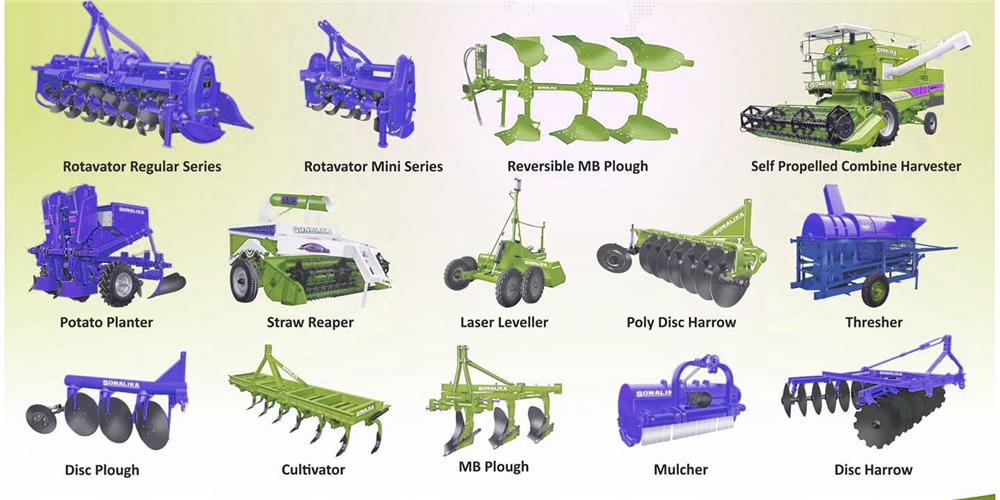 SONALIKA
SONALIKA
Rotavator Regular Series
Rotavator Mini Series
Reversible MB Plough
Self Propelled Combine Harvester
SONALIKA
SONALIKA
SONALIKA
Potato Planter
Straw Reaper
Laser Leveller
Poly Disc Harrow
Thresher
SONALIKA
SONALIKA
SONALIKA
SONALIKA
SONALIKA
Disc Plough
Cultivator
MB Plough
Mulcher
Disc Harrow